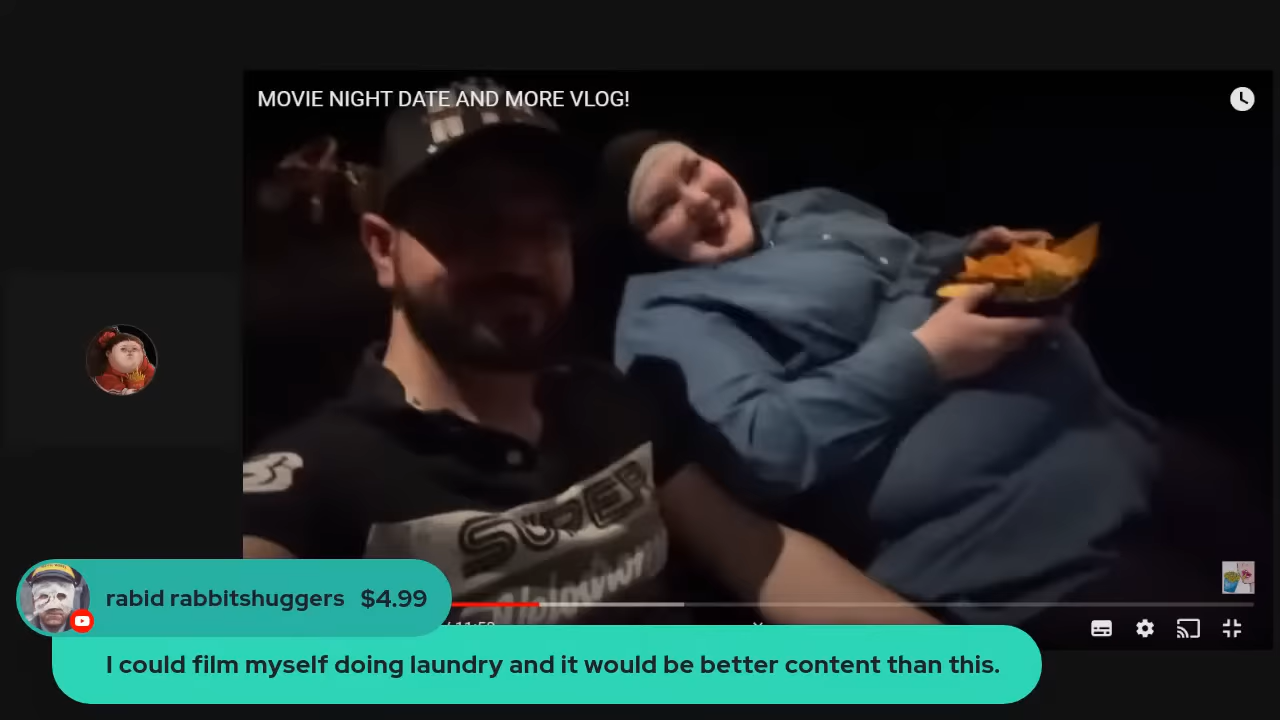 MOVIE NIGHT DATE AND MORE VLOG!
SUPER
rabid rabbitshuggers $4.99
I could film myself doing laundry and it would be better content than this.